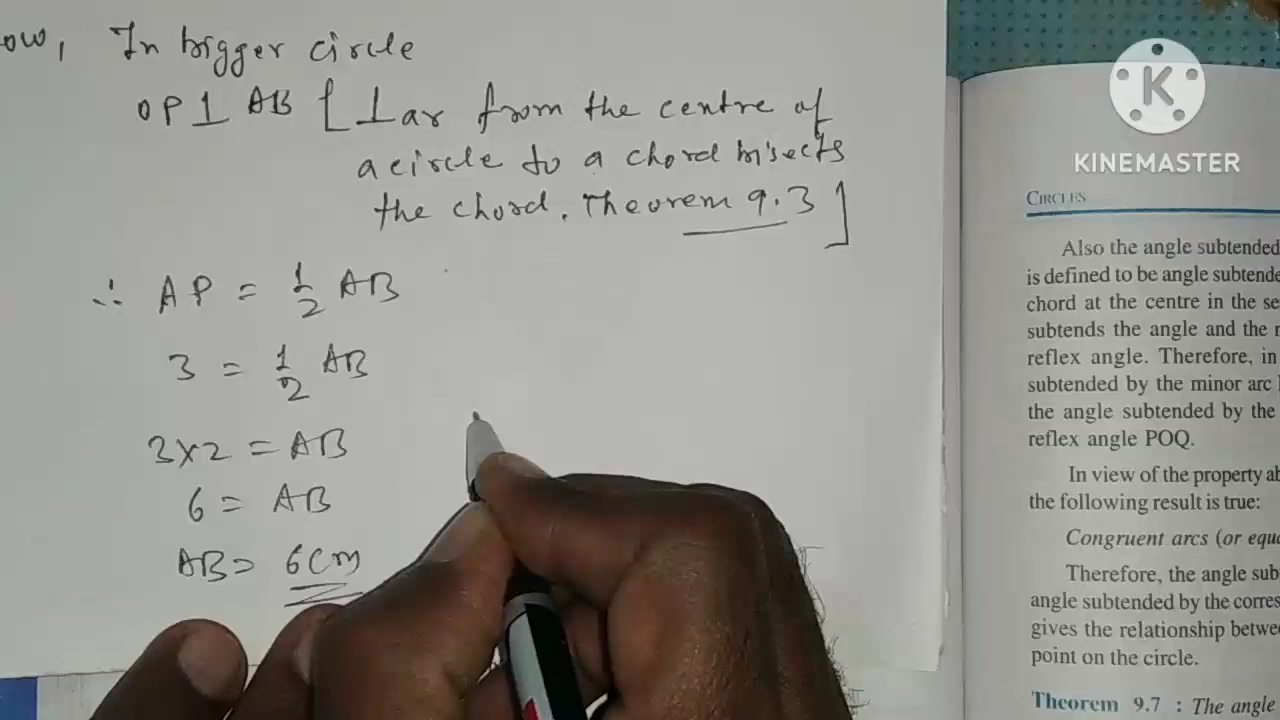 ow, In bigger circle
OP ⊥ AB [ ⊥ar from the centre of
a circle to a chord bisects
the chord. Theorem 9.3 ]
∴ AP = 1/2 AB
3 = 1/2 AB
3×2 = AB
6 = AB
AB = 6cm
K
KINEMASTER
CIRCLES
Also the angle subtended
is defined to be angle subtende
chord at the centre in the se
subtends the angle and the r
reflex angle. Therefore, in
subtended by the minor arc
the angle subtended by the
reflex angle POQ.
In view of the property ab
the following result is true:
Congruent arcs (or equa
Therefore, the angle sub
angle subtended by the corres
gives the relationship betwee
point on the circle.
Theorem 9.7 : The angle